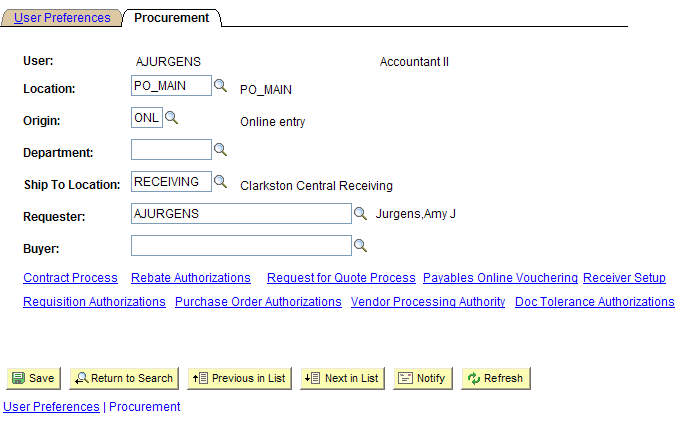 User Preferences Procurement
User: AJURGENS Accountant II
Location: PO_MAIN PO_MAIN
Origin: ONL Online entry
Department:
Ship To Location: RECEIVING Clarkston Central Receiving
Requester: AJURGENS Jurgens,Amy J
Buyer:
Contract Process Rebate Authorizations Request for Quote Process Payables Online Vouchering Receiver Setup
Requisition Authorizations Purchase Order Authorizations Vendor Processing Authority Doc Tolerance Authorizations
Save Return to Search Previous in List Next in List Notify Refresh
User Preferences | Procurement